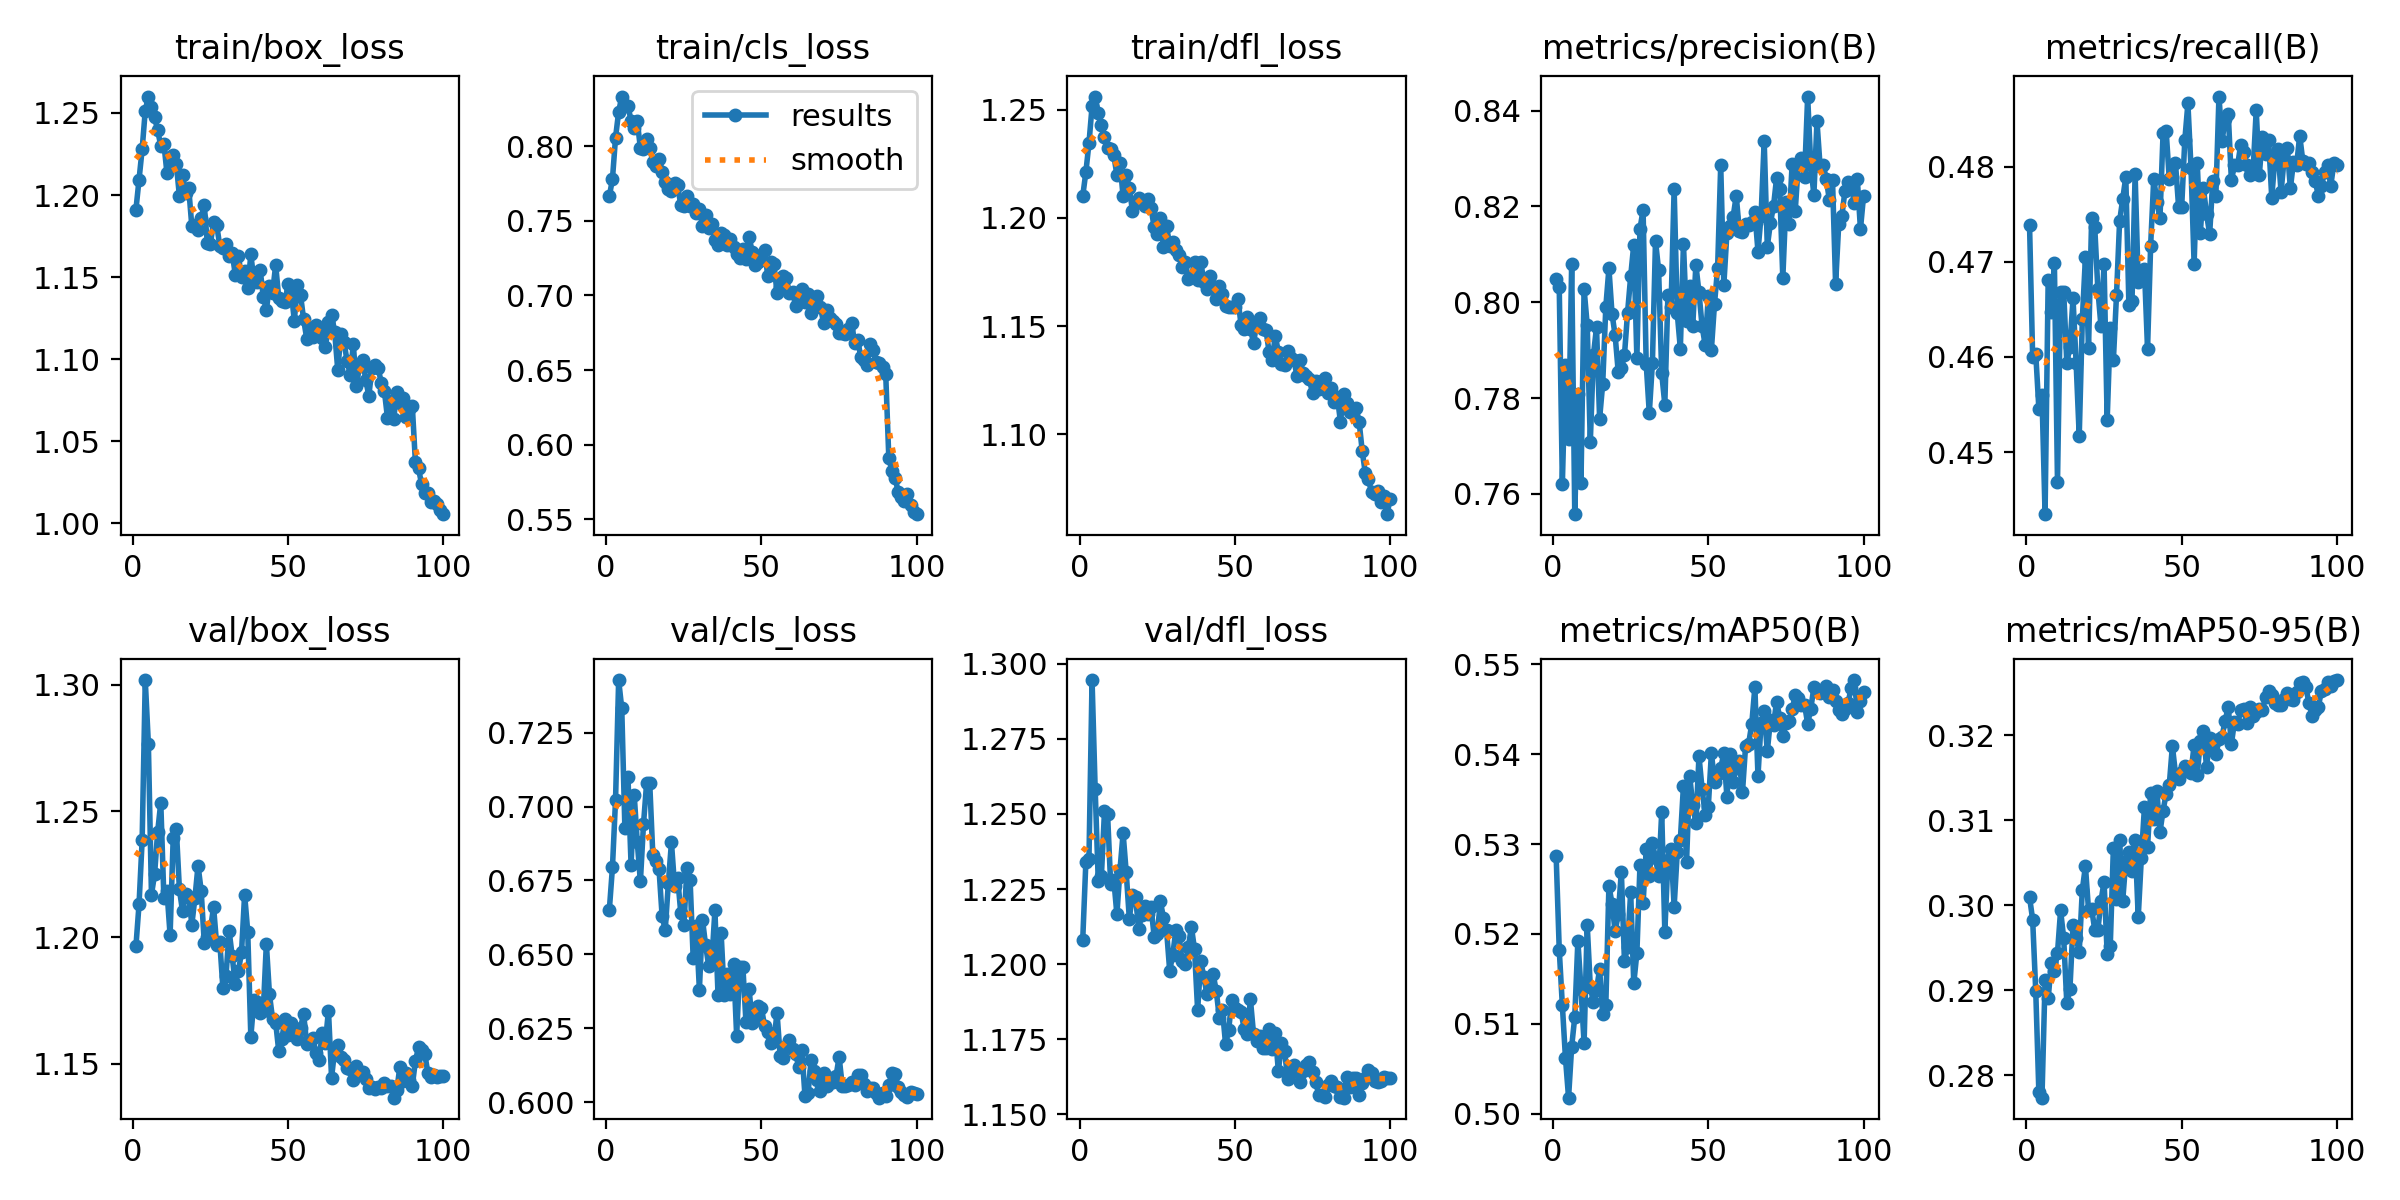 train/box_loss
1.25
1.20
1.15
1.10
1.05
1.00
0 50 100
train/cls_loss
results
smooth
0.80
0.75
0.70
0.65
0.60
0.55
0 50 100
train/dfl_loss
1.25
1.20
1.15
1.10
0 50 100
metrics/precision(B)
0.84
0.82
0.80
0.78
0.76
0 50 100
metrics/recall(B)
0.48
0.47
0.46
0.45
0 50 100
val/box_loss
1.30
1.25
1.20
1.15
0 50 100
val/cls_loss
0.725
0.700
0.675
0.650
0.625
0.600
0 50 100
val/dfl_loss
1.300
1.275
1.250
1.225
1.200
1.175
1.150
0 50 100
metrics/mAP50(B)
0.55
0.54
0.53
0.52
0.51
0.50
0 50 100
metrics/mAP50-95(B)
0.32
0.31
0.30
0.29
0.28
0 50 100